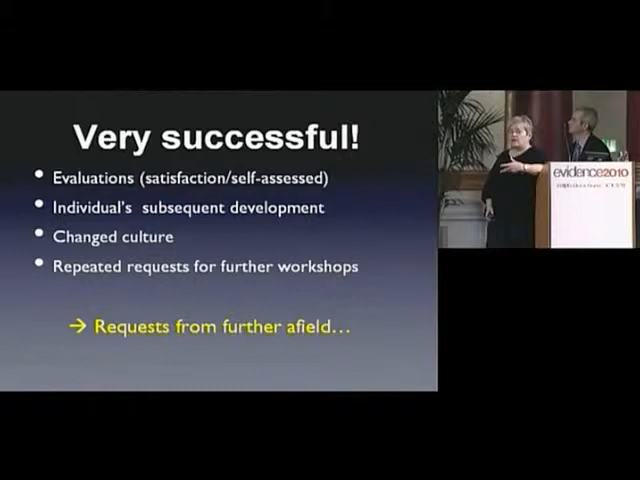 Very successful!
• Evaluations (satisfaction/self-assessed)
• Individual's subsequent development
• Changed culture
• Repeated requests for further workshops
→ Requests from further afield...
evidence2010